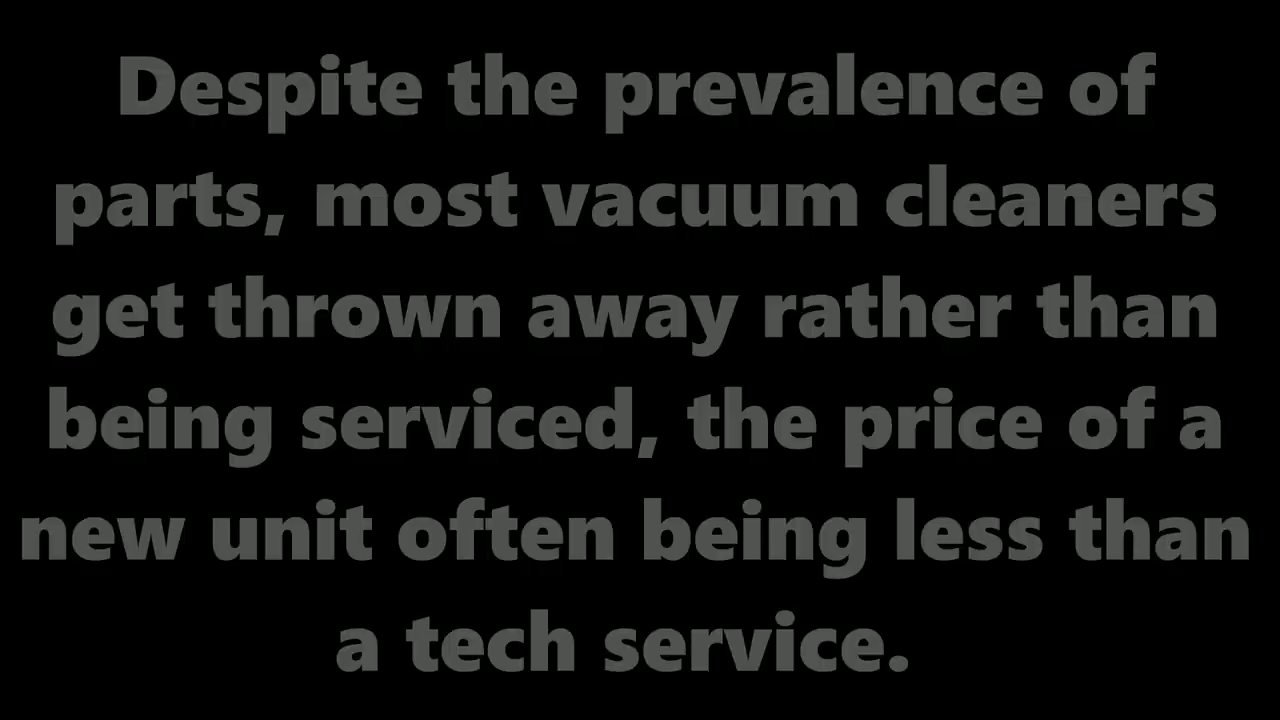 Despite the prevalence of
parts, most vacuum cleaners
get thrown away rather than
being serviced, the price of a
new unit often being less than
a tech service.